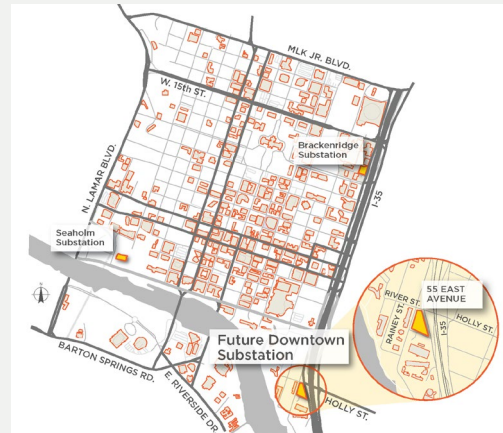 MLK JR. BLVD.
W. 15th ST.
Brackenridge
Substation
N. LAMAR BLVD.
I-35
Seaholm
Substation
55 EAST
AVENUE
RIVER ST.
HOLLY ST.
RAINEY ST.
I-35
Future Downtown
Substation
BARTON SPRINGS RD.
E. RIVERSIDE DR.
HOLLY ST.